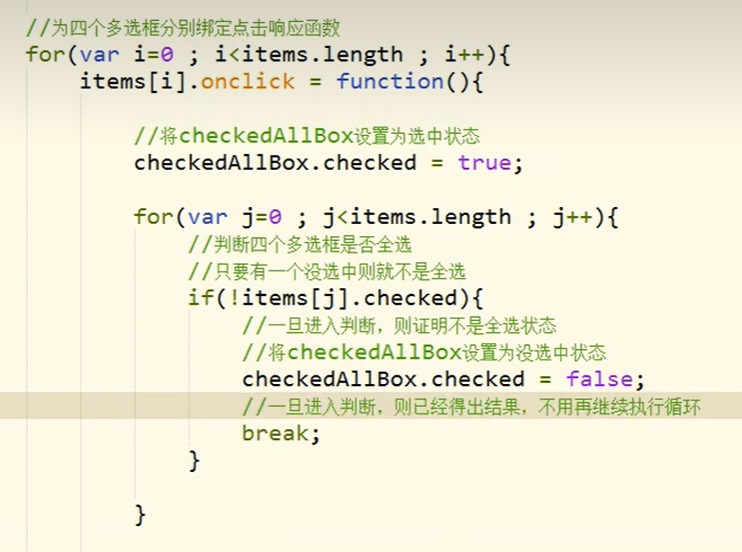 //为四个多选框分别绑定点击响应函数
for(var i=0 ; i<items.length ; i++){
items[i].onclick = function(){
//将checkedAllBox设置为选中状态
checkedAllBox.checked = true;
for(var j=0 ; j<items.length ; j++){
//判断四个多选框是否全选
//只要有一个没选中则就不是全选
if(!items[j].checked){
//一旦进入判断，则证明不是全选状态
//将checkedAllBox设置为没选中状态
checkedAllBox.checked = false;
//一旦进入判断，则已经得出结果，不用再继续执行循环
break;
}
}